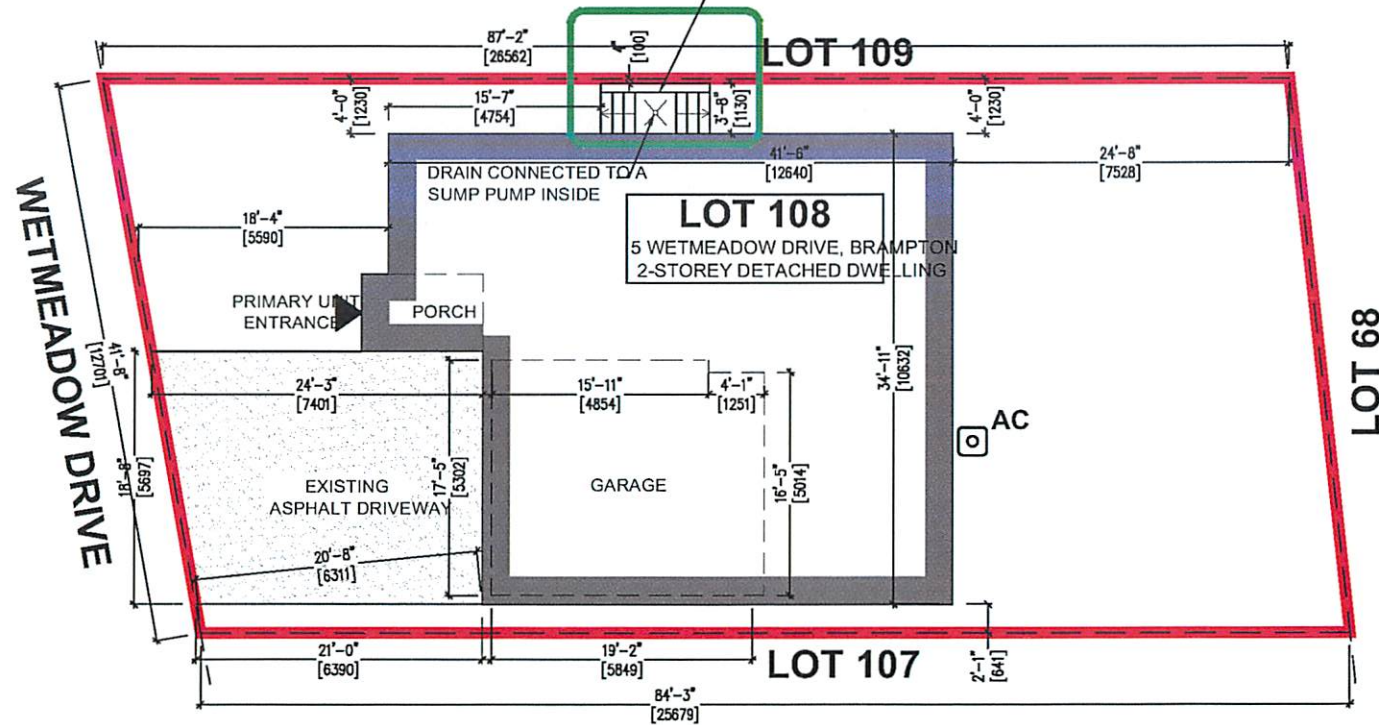 87'-2"
[26562]
4"
[100]
LOT 109
4'-0"
[1230]
15'-7"
[4754]
3'-8"
[1130]
4'-0"
[1230]
DRAIN CONNECTED TO A
SUMP PUMP INSIDE
41'-6"
[12640]
24'-8"
[7528]
WETMEADOW DRIVE
18'-4"
[5590]
LOT 108
5 WETMEADOW DRIVE, BRAMPTON
2-STOREY DETACHED DWELLING
PRIMARY UNIT
ENTRANCE
PORCH
41'-8"
[12701]
34'-11"
[10632]
LOT 68
24'-3"
[7401]
15'-11"
[4854]
4'-1"
[1251]
AC
18'-8"
[5697]
17'-5"
[5302]
16'-5"
[5014]
EXISTING
ASPHALT DRIVEWAY
GARAGE
20'-8"
[6311]
21'-0"
[6390]
19'-2"
[5849]
LOT 107
2'-1"
[641]
84'-3"
[25679]